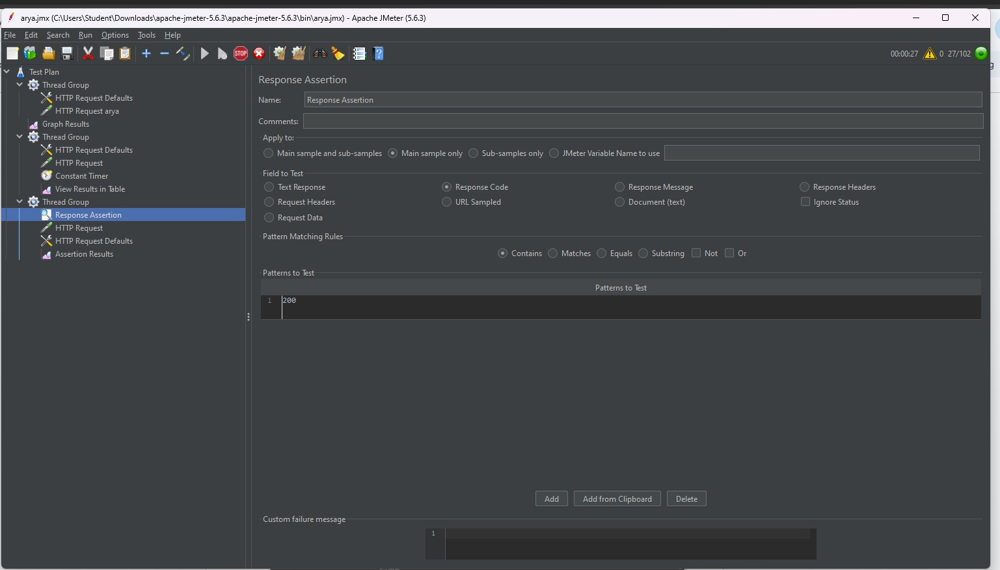 arya.jmx (C:\Users\Student\Downloads\apache-jmeter-5.6.3\apache-jmeter-5.6.3\bin\arya.jmx) - Apache JMeter (5.6.3)
File Edit Search Run Options Tools Help
STOP 00:00:27 0 27/102
Test Plan
Thread Group
HTTP Request Defaults
HTTP Request arya
Graph Results
Thread Group
HTTP Request Defaults
HTTP Request
Constant Timer
View Results in Table
Thread Group
Response Assertion
HTTP Request
HTTP Request Defaults
Assertion Results
Response Assertion
Name: Response Assertion
Comments:
Apply to:
Main sample and sub-samples Main sample only Sub-samples only JMeter Variable Name to use
Field to Test
Text Response Response Code Response Message Response Headers
Request Headers URL Sampled Document (text) Ignore Status
Request Data
Pattern Matching Rules
Contains Matches Equals Substring Not Or
Patterns to Test
Patterns to Test
1 200
Add Add from Clipboard Delete
Custom failure message
1